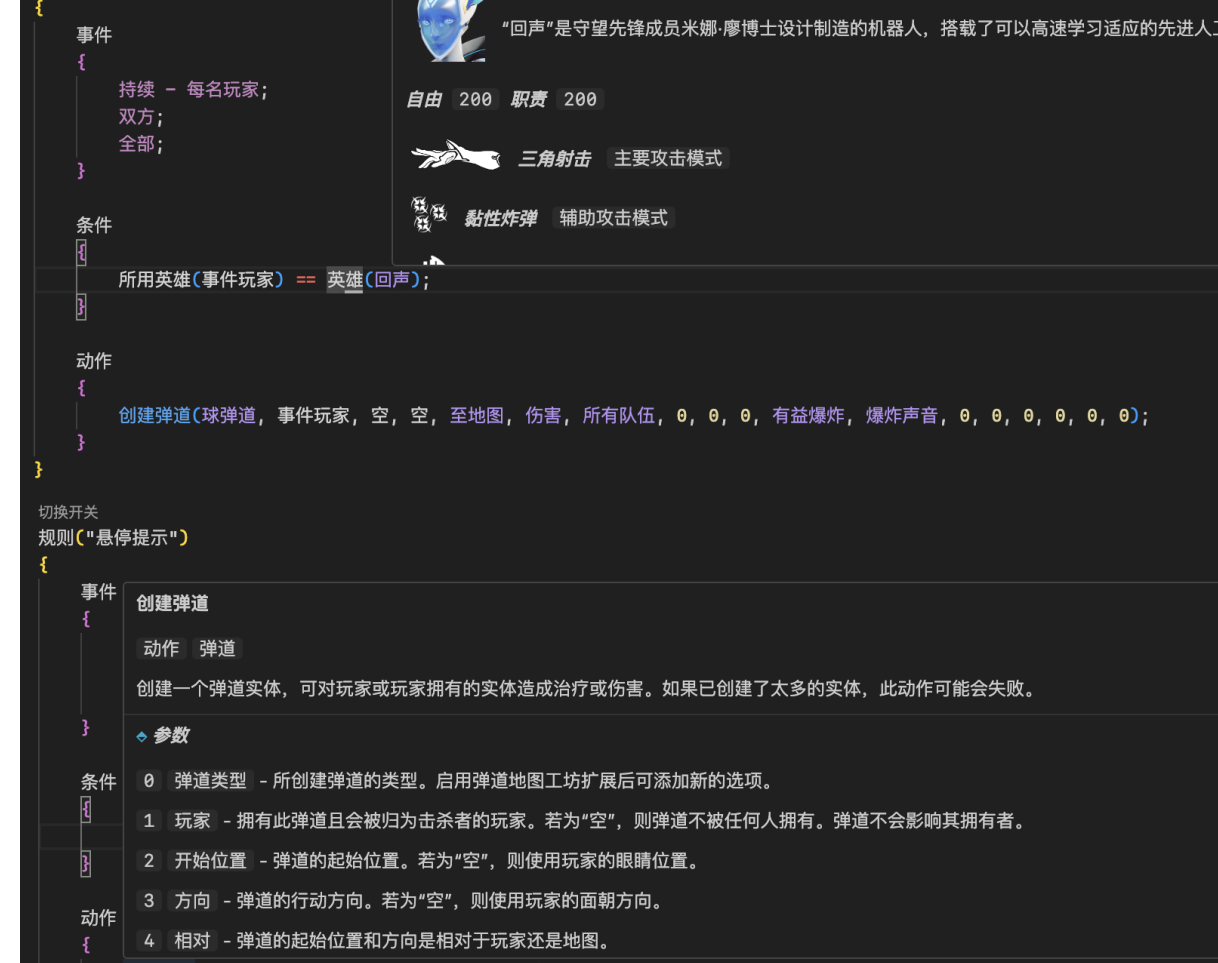 {
事件
“回声”是守望先锋成员米娜·廖博士设计制造的机器人，搭载了可以高速学习适应的先进人
{
持续 - 每名玩家;
自由 200 职责 200
双方;
全部;
三角射击 主要攻击模式
}
黏性炸弹 辅助攻击模式
条件
{
所用英雄(事件玩家) == 英雄(回声);
}
动作
{
创建弹道(球弹道, 事件玩家, 空, 空, 至地图, 伤害, 所有队伍, 0, 0, 0, 有益爆炸, 爆炸声音, 0, 0, 0, 0, 0, 0);
}
}
切换开关
规则("悬停提示")
{
事件
创建弹道
{
动作 弹道
创建一个弹道实体，可对玩家或玩家拥有的实体造成治疗或伤害。如果已创建了太多的实体，此动作可能会失败。
}
参数
条件
0 弹道类型 - 所创建弹道的类型。启用弹道地图工坊扩展后可添加新的选项。
{
1 玩家 - 拥有此弹道且会被归为击杀者的玩家。若为“空”，则弹道不被任何人拥有。弹道不会影响其拥有者。
}
2 开始位置 - 弹道的起始位置。若为“空”，则使用玩家的眼睛位置。
3 方向 - 弹道的行动方向。若为“空”，则使用玩家的面朝方向。
动作
{
4 相对 - 弹道的起始位置和方向是相对于玩家还是地图。